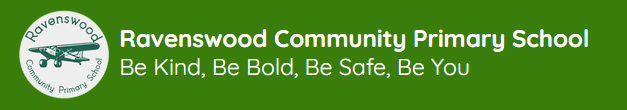 Ravenswood
Community Primary School
Ravenswood Community Primary School
Be Kind, Be Bold, Be Safe, Be You